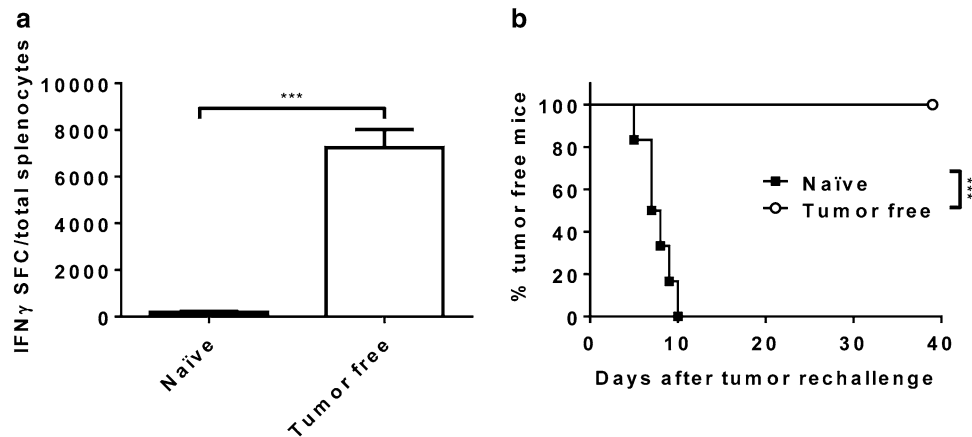 a
IFNγ SFC/total splenocytes
10000
8000
6000
4000
2000
0
***
Naïve
Tumor free
b
% tumor free mice
100
80
60
40
20
0
Naïve
Tumor free
***
0 10 20 30 40
Days after tumor rechallenge